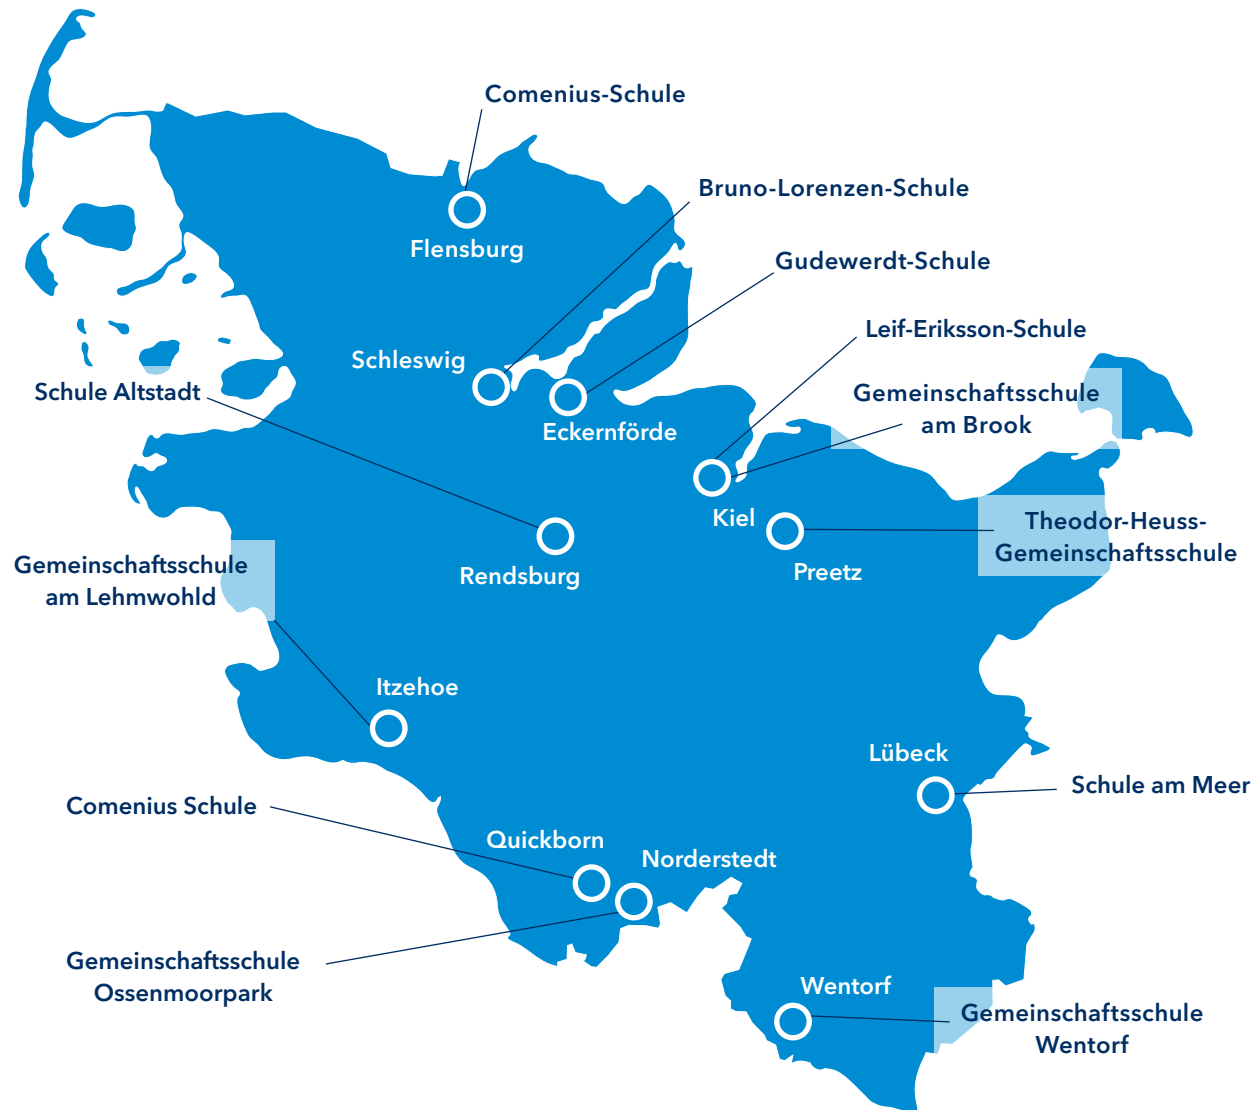 Comenius-Schule
Bruno-Lorenzen-Schule
Flensburg
Gudewerdt-Schule
Leif-Eriksson-Schule
Schleswig
Schule Altstadt
Gemeinschaftsschule
am Brook
Eckernförde
Kiel
Theodor-Heuss-
Gemeinschaftsschule
Gemeinschaftsschule
am Lehmwohld
Rendsburg
Preetz
Itzehoe
Lübeck
Schule am Meer
Comenius Schule
Quickborn
Norderstedt
Gemeinschaftsschule
Ossenmoorpark
Wentorf
Gemeinschaftsschule
Wentorf